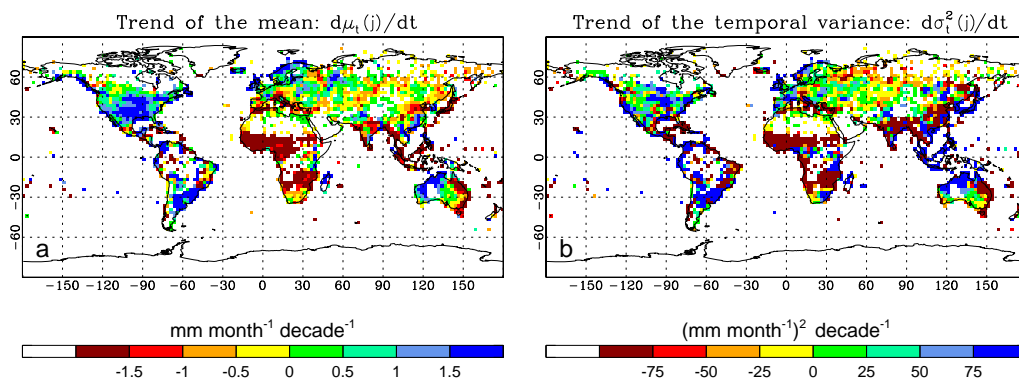 Trend of the mean: dμₜ(j)/dt
60
30
0
-30
-60
a
-150 -120 -90 -60 -30 0 30 60 90 120 150
mm month⁻¹ decade⁻¹
-1.5 -1 -0.5 0 0.5 1 1.5
Trend of the temporal variance: dσₜ²(j)/dt
60
30
0
-30
-60
b
-150 -120 -90 -60 -30 0 30 60 90 120 150
(mm month⁻¹)² decade⁻¹
-75 -50 -25 0 25 50 75